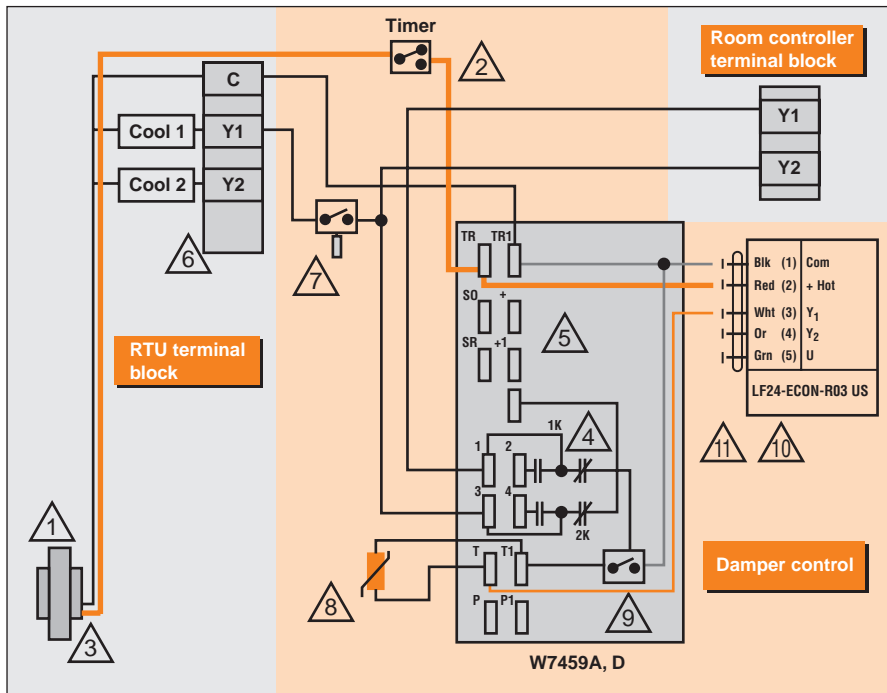 Timer
2
Room controller
terminal block
C
Cool 1
Y1
Cool 2
Y2
Y1
Y2
6
7
TR
TR1
SO
+
SR
+1
5
RTU terminal
block
Blk (1) Com
Red (2) + Hot
Wht (3) Y1
Or (4) Y2
Grn (5) U
LF24-ECON-R03 US
11
10
1K
4
1
2
3
4
2K
1
3
8
T
T1
P
P1
9
Damper control
W7459A, D